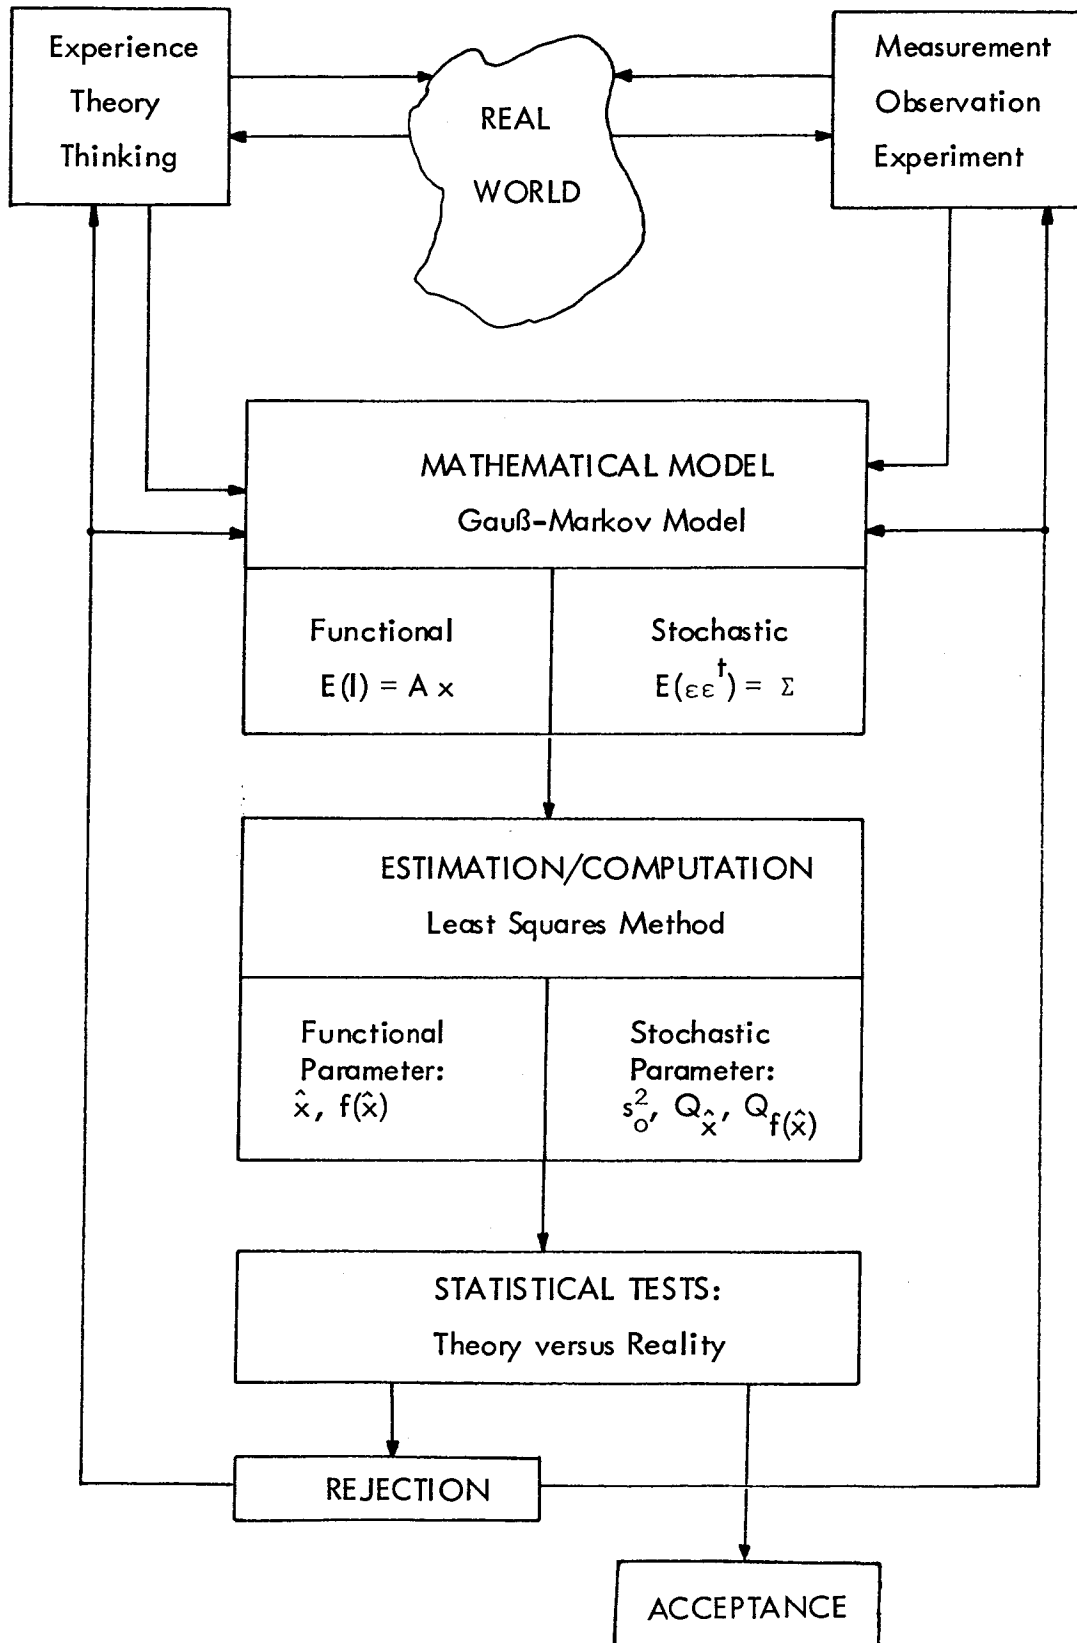 Experience
Theory
Thinking
REAL
WORLD
Measurement
Observation
Experiment
MATHEMATICAL MODEL
Gauß-Markov Model
Functional
E(l) = A x
Stochastic
E(εε^t) = Σ
ESTIMATION/COMPUTATION
Least Squares Method
Functional
Parameter:
x̂, f(x̂)
Stochastic
Parameter:
s_o^2, Q_x̂, Q_f(x̂)
STATISTICAL TESTS:
Theory versus Reality
REJECTION
ACCEPTANCE